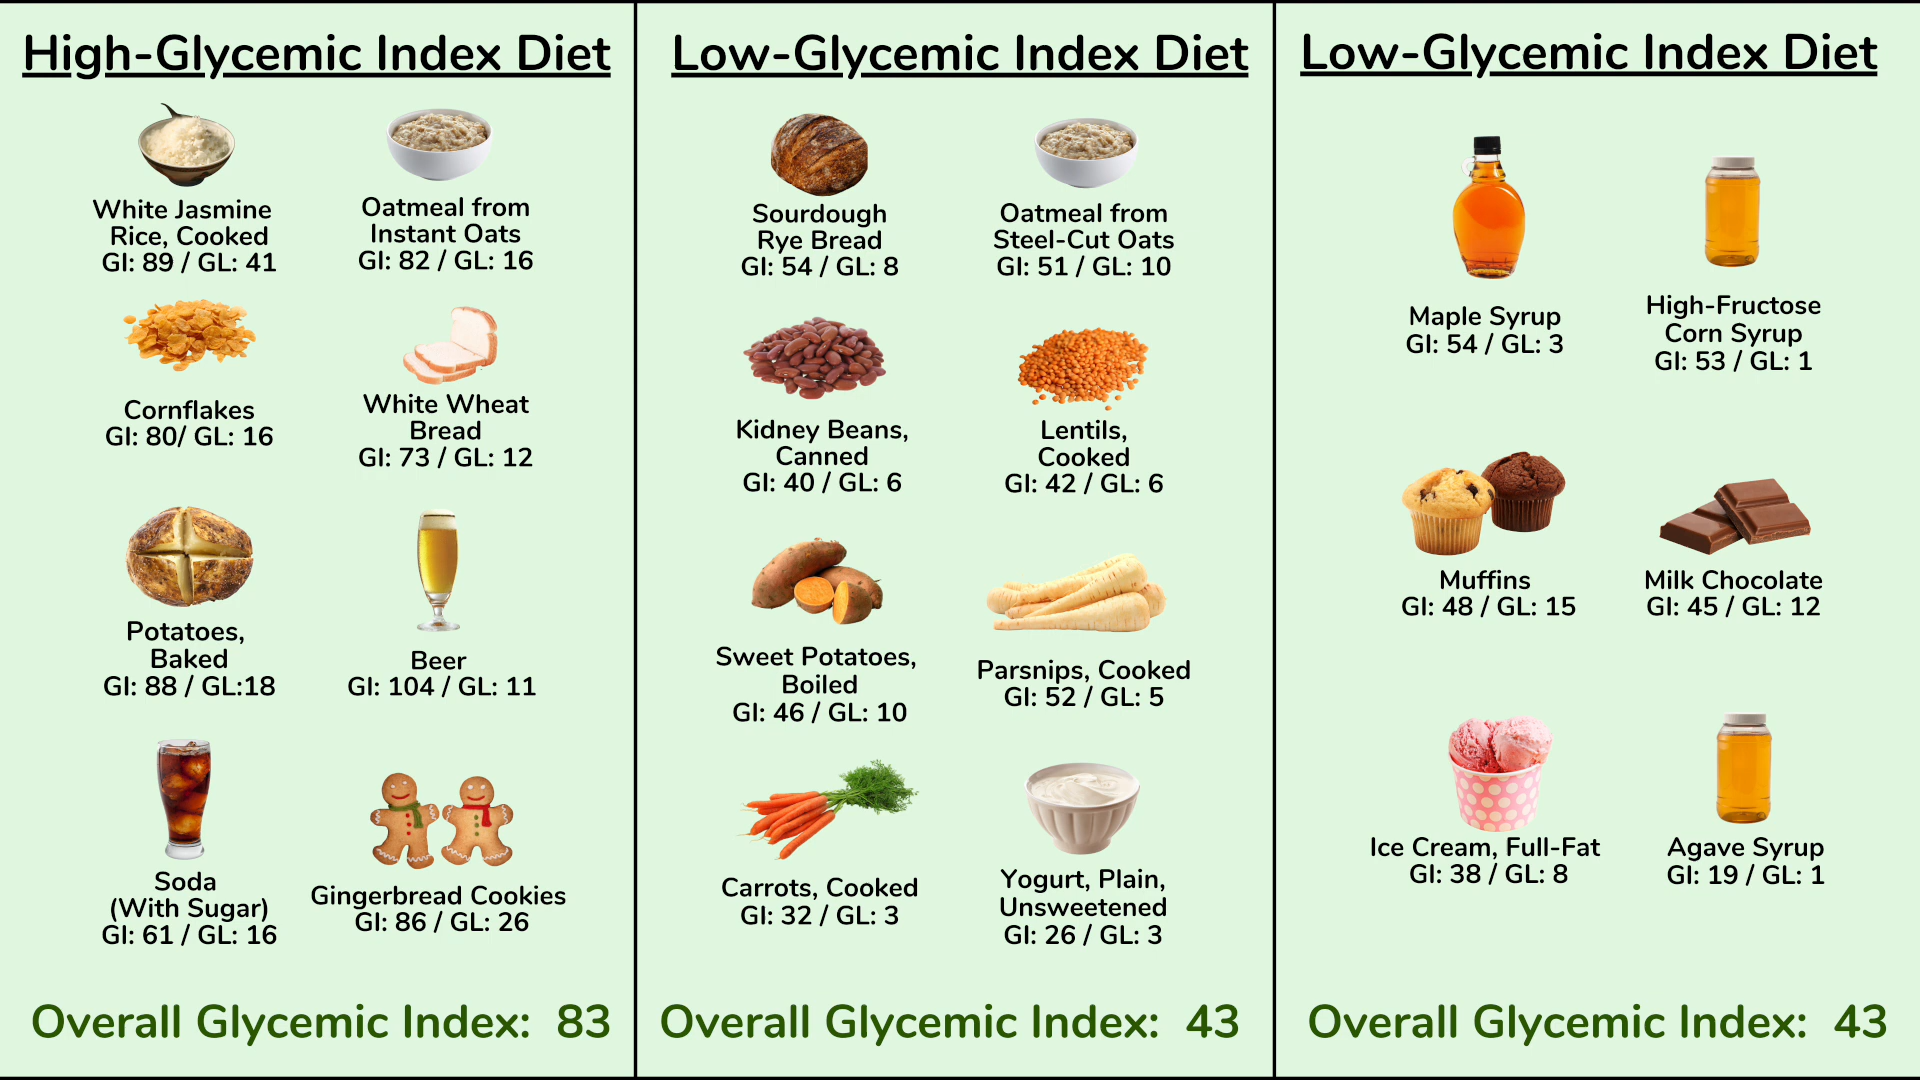 High-Glycemic Index Diet
White Jasmine
Rice, Cooked
GI: 89 / GL: 41
Oatmeal from
Instant Oats
GI: 82 / GL: 16
Cornflakes
GI: 80/ GL: 16
White Wheat
Bread
GI: 73 / GL: 12
Potatoes,
Baked
GI: 88 / GL:18
Beer
GI: 104 / GL: 11
Soda
(With Sugar)
GI: 61 / GL: 16
Gingerbread Cookies
GI: 86 / GL: 26
Overall Glycemic Index: 83
Low-Glycemic Index Diet
Sourdough
Rye Bread
GI: 54 / GL: 8
Oatmeal from
Steel-Cut Oats
GI: 51 / GL: 10
Kidney Beans,
Canned
GI: 40 / GL: 6
Lentils,
Cooked
GI: 42 / GL: 6
Sweet Potatoes,
Boiled
GI: 46 / GL: 10
Parsnips, Cooked
GI: 52 / GL: 5
Carrots, Cooked
GI: 32 / GL: 3
Yogurt, Plain,
Unsweetened
GI: 26 / GL: 3
Overall Glycemic Index: 43
Low-Glycemic Index Diet
Maple Syrup
GI: 54 / GL: 3
High-Fructose
Corn Syrup
GI: 53 / GL: 1
Muffins
GI: 48 / GL: 15
Milk Chocolate
GI: 45 / GL: 12
Ice Cream, Full-Fat
GI: 38 / GL: 8
Agave Syrup
GI: 19 / GL: 1
Overall Glycemic Index: 43